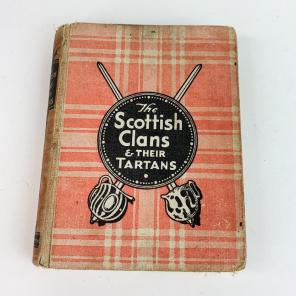 The
Scottish
Clans
& THEIR
TARTANS